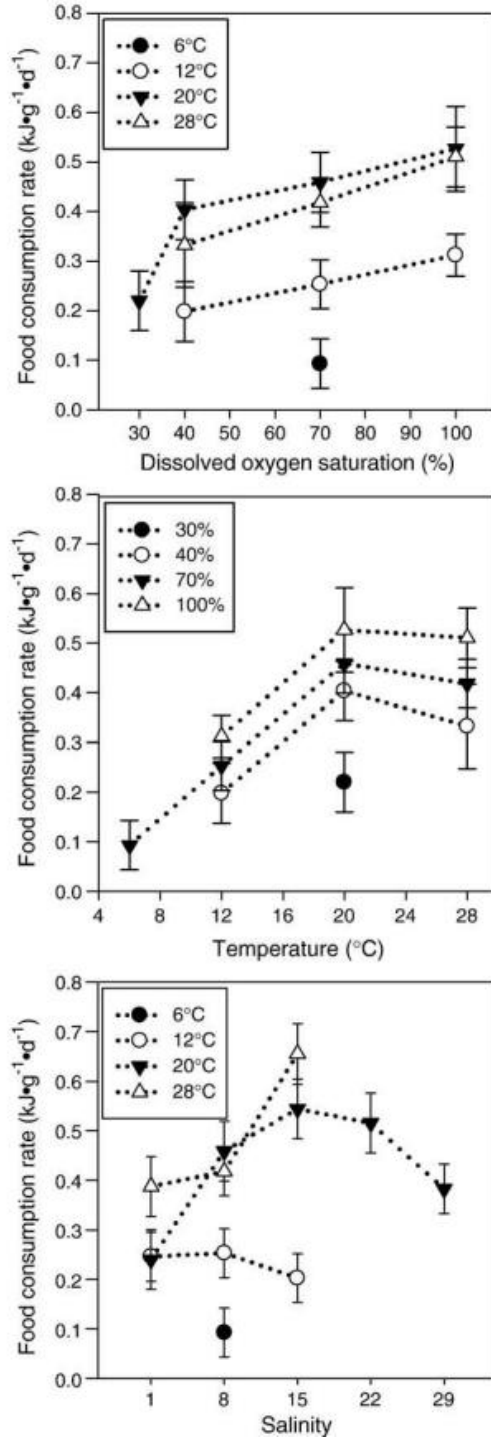 6°C
12°C
20°C
28°C
Food consumption rate (kJ•g⁻¹•d⁻¹)
0.8
0.7
0.6
0.5
0.4
0.3
0.2
0.1
0.0
30 40 50 60 70 80 90 100
Dissolved oxygen saturation (%)
30%
40%
70%
100%
Food consumption rate (kJ•g⁻¹•d⁻¹)
0.8
0.7
0.6
0.5
0.4
0.3
0.2
0.1
0.0
4 8 12 16 20 24 28
Temperature (°C)
6°C
12°C
20°C
28°C
Food consumption rate (kJ•g⁻¹•d⁻¹)
0.8
0.7
0.6
0.5
0.4
0.3
0.2
0.1
0.0
1 8 15 22 29
Salinity